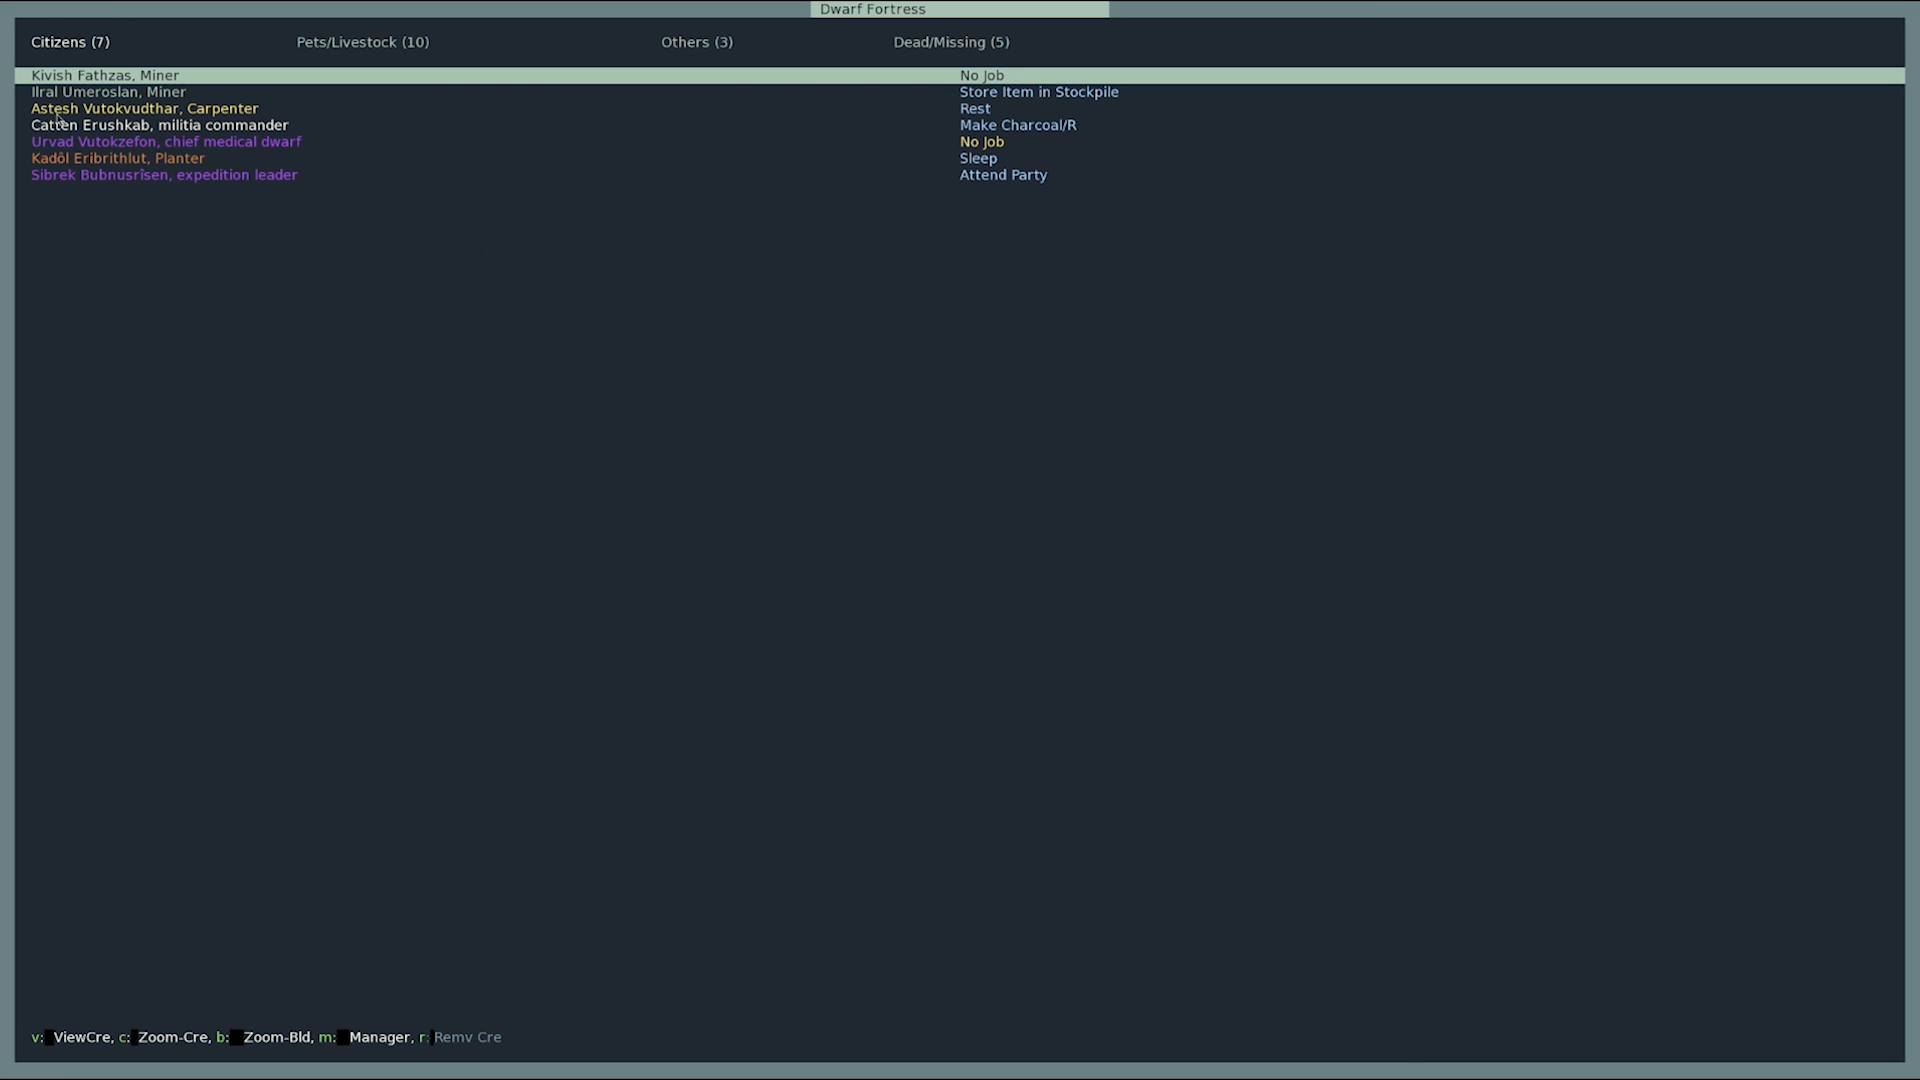 Dwarf Fortress
Citizens (7) Pets/Livestock (10) Others (3) Dead/Missing (5)
Kivish Fathzas, Miner No Job
Ilral Umeroslan, Miner Store Item in Stockpile
Astesh Vutokvudthar, Carpenter Rest
Catten Erushkab, militia commander Make Charcoal/R
Urvad Vutokzefon, chief medical dwarf No Job
Kadôl Eribrithlut, Planter Sleep
Sibrek Bubnusrîsen, expedition leader Attend Party
v: ViewCre, c: Zoom-Cre, b: Zoom-Bld, m: Manager, r: Remv Cre